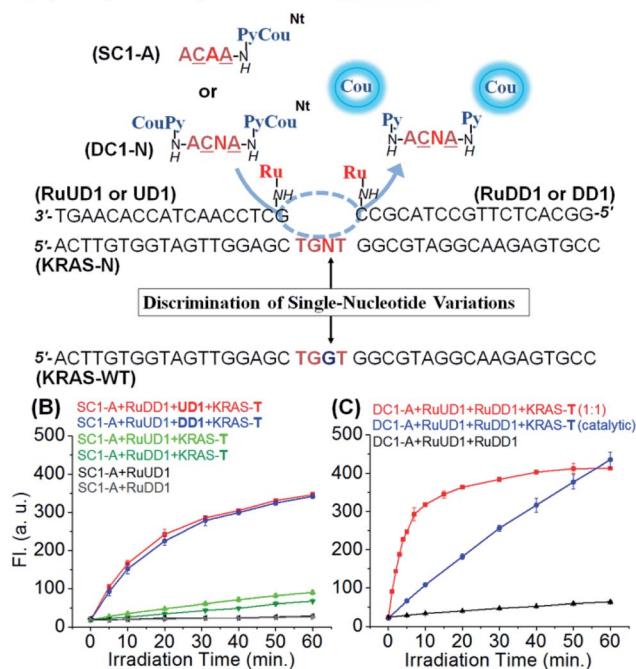 Nt
PyCou
(SC1-A) ACAA-N
H
or
Nt
CouPy PyCou
(DC1-N) N-ACNA-N
H H
Cou Cou
Py Py
N-ACNA-N
H H
Ru Ru
NH NH
(RuUD1 or UD1) (RuDD1 or DD1)
3'-TGAACACCATCAACCTCG CCGCATCCGTTCTCACGG-5'
5'-ACTTGTGGTAGTTGGAGC TGNT GGCGTAGGCAAGAGTGCC
(KRAS-N)
Discrimination of Single-Nucleotide Variations
5'-ACTTGTGGTAGTTGGAGC TGGT GGCGTAGGCAAGAGTGCC
(KRAS-WT)
(B) SC1-A+RuDD1+UD1+KRAS-T
SC1-A+RuUD1+DD1+KRAS-T
SC1-A+RuUD1+KRAS-T
SC1-A+RuDD1+KRAS-T
SC1-A+RuUD1
SC1-A+RuDD1
500
400
300
200
100
0
Fl. (a. u.)
0 10 20 30 40 50 60
Irradiation Time (min.)
(C) DC1-A+RuUD1+RuDD1+KRAS-T (1:1)
DC1-A+RuUD1+RuDD1+KRAS-T (catalytic)
DC1-A+RuUD1+RuDD1
500
400
300
200
100
0
0 10 20 30 40 50 60
Irradiation Time (min.)